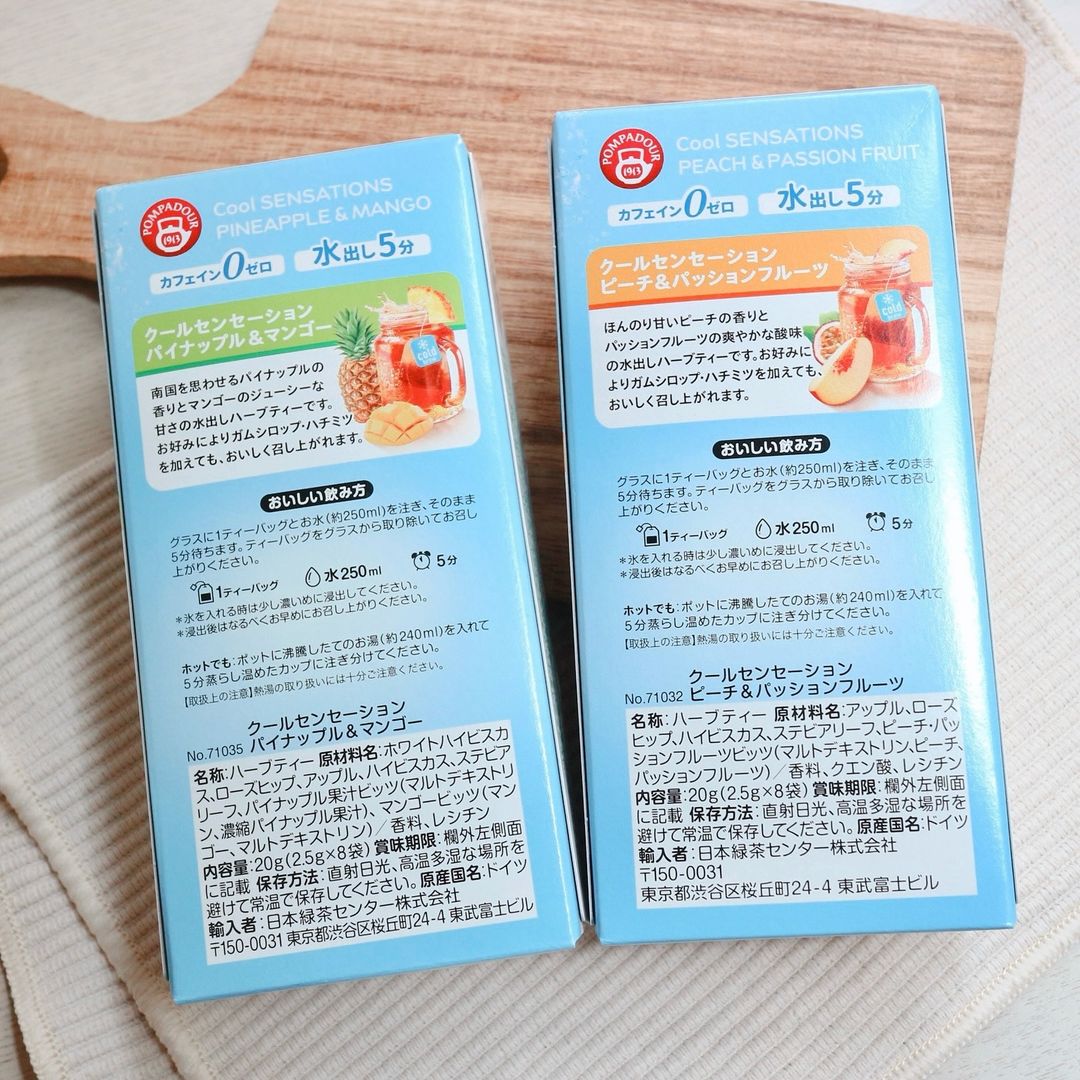 POMPADOUR
1913
Cool SENSATIONS
PINEAPPLE & MANGO
カフェイン0ゼロ
水出し5分
クールセンセーション
パイナップル&マンゴー
cold
南国を思わせるパイナップルの
香りとマンゴーのジューシーな
甘さの水出しハーブティーです。
お好みによりガムシロップ・ハチミツ
を加えても、おいしく召し上がれます。
おいしい飲み方
グラスに1ティーバッグとお水(約250ml)を注ぎ、そのまま
5分待ちます。ティーバッグをグラスから取り除いてお召し
上がりください。
1ティーバッグ 水250ml 5分
*氷を入れる時は少し濃いめに浸出してください。
*浸出後はなるべくお早めにお召し上がりください。
ホットでも:ポットに沸騰したてのお湯(約240ml)を入れて
5分蒸らし温めたカップに注ぎ分けてください。
【取扱上の注意】熱湯の取り扱いには十分ご注意ください。
クールセンセーション
No.71035 パイナップル&マンゴー
名称:ハーブティー 原材料名:ホワイトハイビスカ
ス、ローズヒップ、アップル、ハイビスカス、ステビア
リーフ、パイナップル果汁ビッツ(マルトデキストリ
ン、濃縮パイナップル果汁)、マンゴービッツ(マン
ゴー、マルトデキストリン)/香料、レシチン
内容量:20g(2.5g×8袋) 賞味期限:欄外左側面
に記載 保存方法:直射日光、高温多湿な場所を
避けて常温で保存してください。原産国名:ドイツ
輸入者:日本緑茶センター株式会社
〒150-0031 東京都渋谷区桜丘町24-4 東武富士ビル
POMPADOUR
1913
Cool SENSATIONS
PEACH & PASSION FRUIT
カフェイン0ゼロ
水出し5分
クールセンセーション
ピーチ&パッションフルーツ
cold
ほんのり甘いピーチの香りと
パッションフルーツの爽やかな酸味
の水出しハーブティーです。お好みに
よりガムシロップ・ハチミツを加えても、
おいしく召し上がれます。
おいしい飲み方
グラスに1ティーバッグとお水(約250ml)を注ぎ、そのまま
5分待ちます。ティーバッグをグラスから取り除いてお召し
上がりください。
1ティーバッグ 水250ml 5分
*氷を入れる時は少し濃いめに浸出してください。
*浸出後はなるべくお早めにお召し上がりください。
ホットでも:ポットに沸騰したてのお湯(約240ml)を入れて
5分蒸らし温めたカップに注ぎ分けてください。
【取扱上の注意】熱湯の取り扱いには十分ご注意ください。
クールセンセーション
No.71032 ピーチ&パッションフルーツ
名称:ハーブティー 原材料名:アップル、ローズ
ヒップ、ハイビスカス、ステビアリーフ、ピーチ・パッ
ションフルーツビッツ(マルトデキストリン、ピーチ、
パッションフルーツ)/香料、クエン酸、レシチン
内容量:20g(2.5g×8袋) 賞味期限:欄外左側面
に記載 保存方法:直射日光、高温多湿な場所を
避けて常温で保存してください。原産国名:ドイツ
輸入者:日本緑茶センター株式会社
〒150-0031
東京都渋谷区桜丘町24-4 東武富士ビル